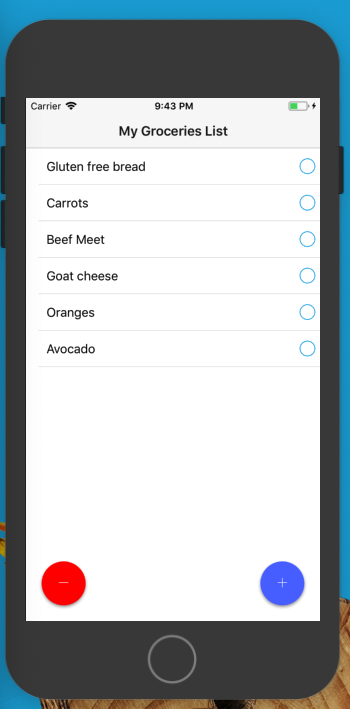 Carrier 9:43 PM
My Groceries List
Gluten free bread
Carrots
Beef Meet
Goat cheese
Oranges
Avocado
− +